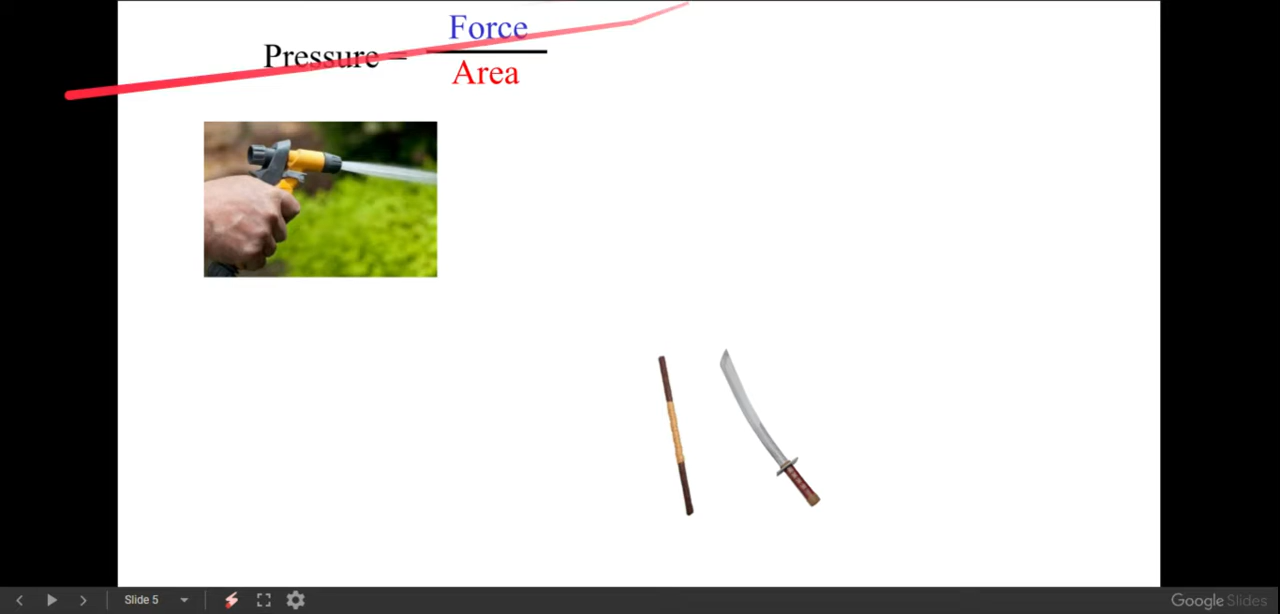 Force
Pressure =
Area
Slide 5
Google Slides